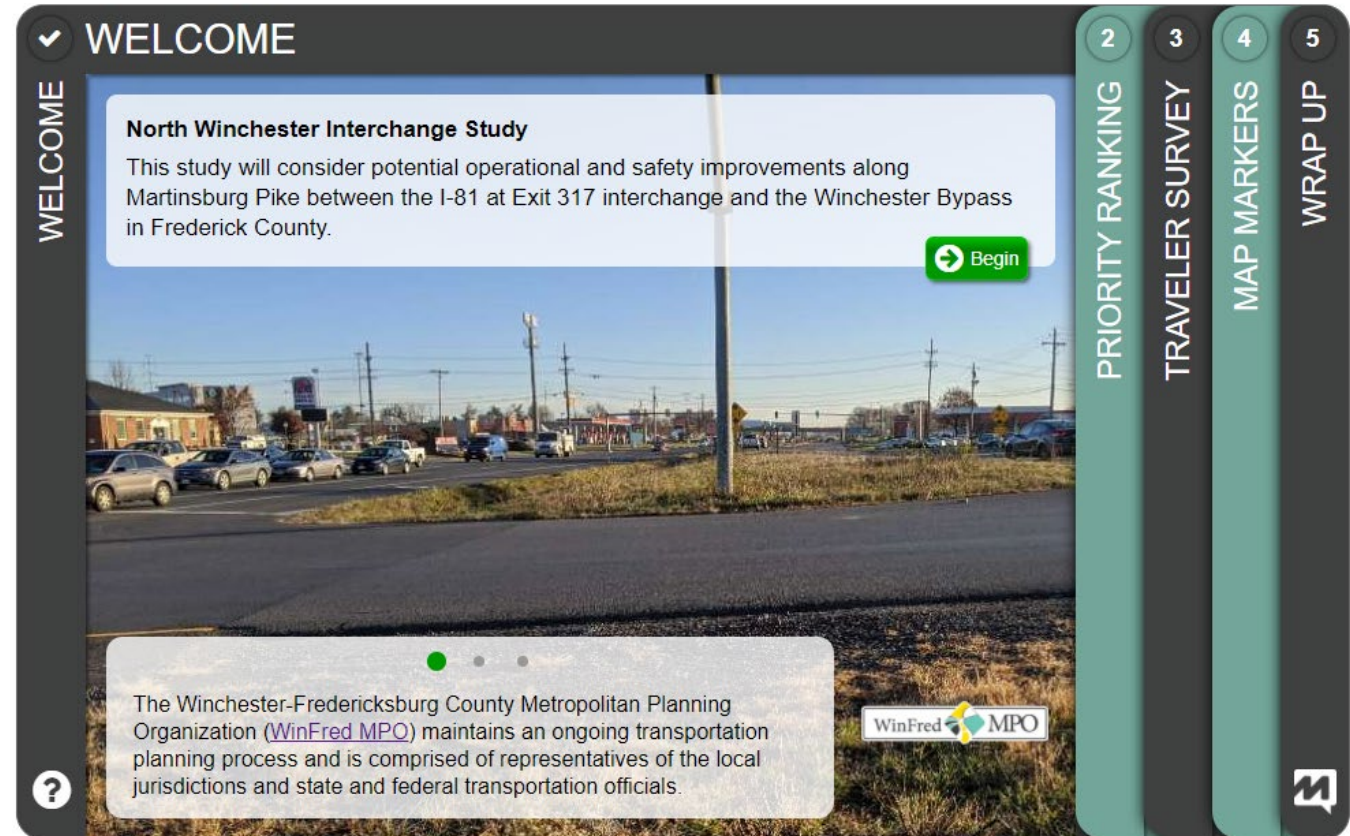 WELCOME
WELCOME
North Winchester Interchange Study
This study will consider potential operational and safety improvements along
Martinsburg Pike between the I-81 at Exit 317 interchange and the Winchester Bypass
in Frederick County.
Begin
The Winchester-Fredericksburg County Metropolitan Planning
Organization (WinFred MPO) maintains an ongoing transportation
planning process and is comprised of representatives of the local
jurisdictions and state and federal transportation officials.
WinFred MPO
?
2
PRIORITY RANKING
3
TRAVELER SURVEY
4
MAP MARKERS
5
WRAP UP